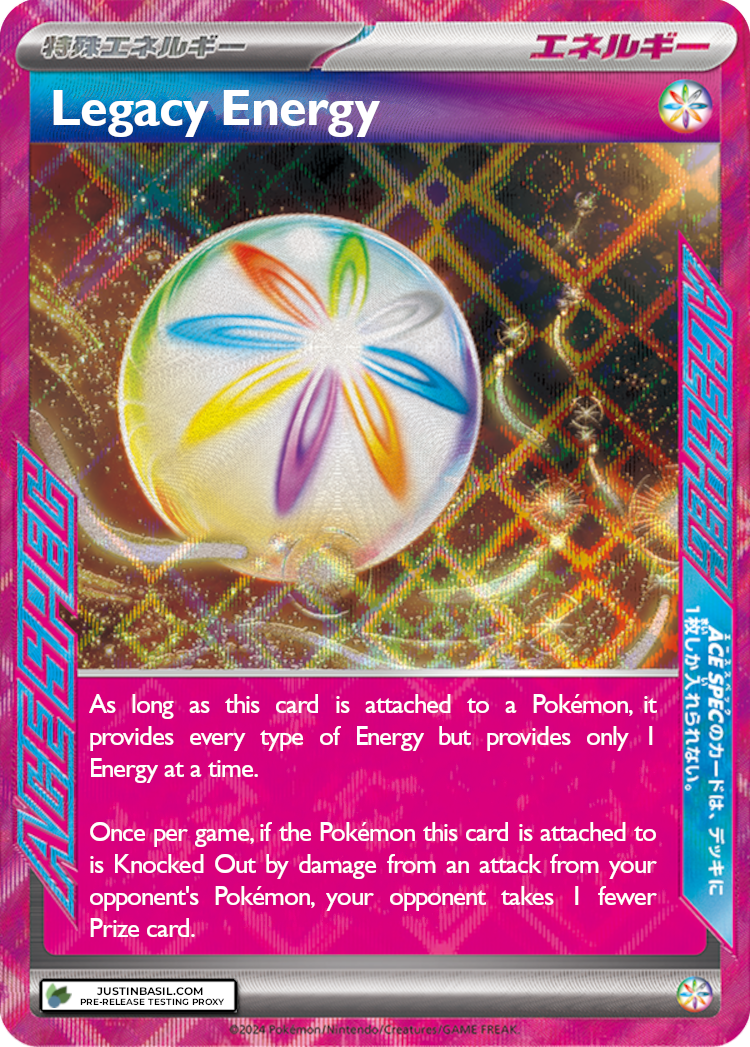 特殊エネルギー
エネルギー
Legacy Energy
ACE SPEC
ACE SPEC
As long as this card is attached to a Pokémon, it
provides every type of Energy but provides only 1
Energy at a time.
Once per game, if the Pokémon this card is attached to
is Knocked Out by damage from an attack from your
opponent's Pokémon, your opponent takes 1 fewer
Prize card.
ACE SPECのカードは、デッキに
1枚しか入れられない。
JUSTINBASIL.COM
PRE-RELEASE TESTING PROXY
©2024 Pokémon/Nintendo/Creatures/GAME FREAK